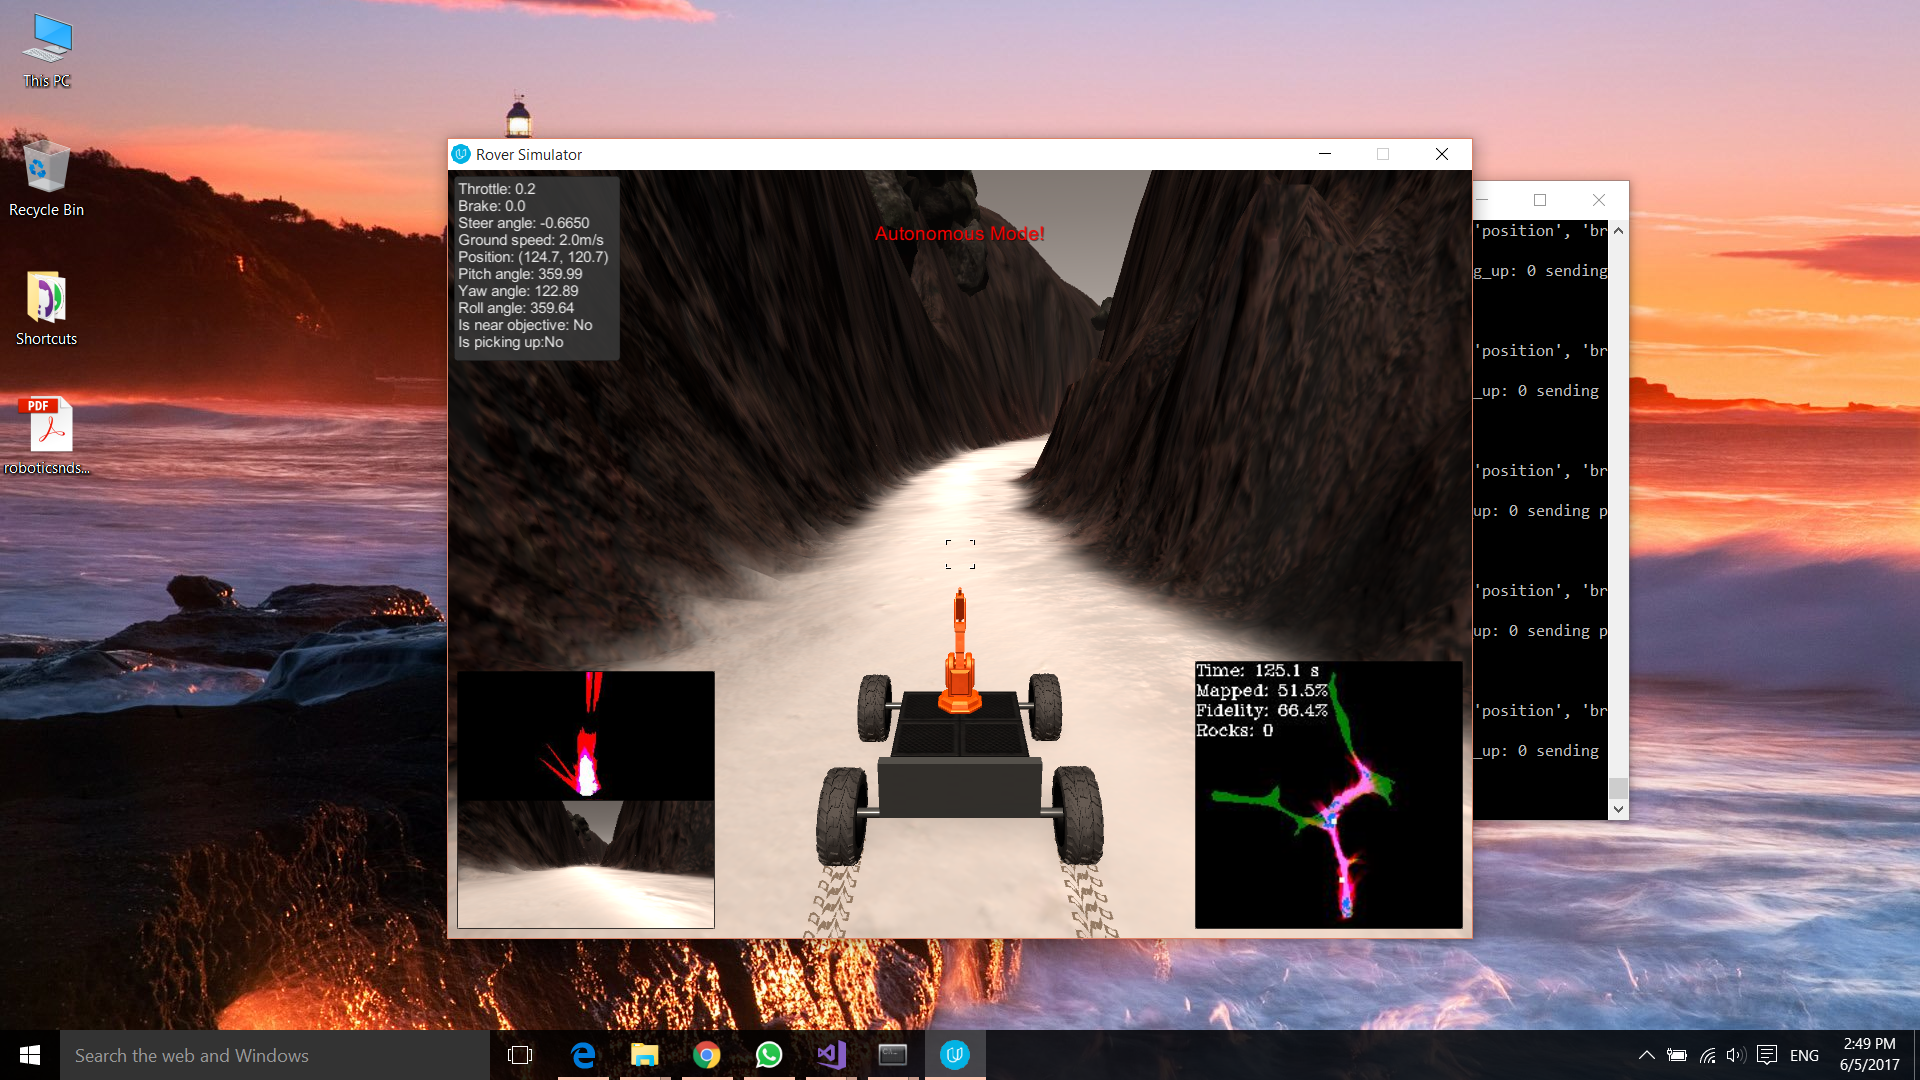 This PC
Recycle Bin
Shortcuts
PDF
roboticsnds...
Rover Simulator
Throttle: 0.2
Brake: 0.0
Steer angle: -0.6650
Ground speed: 2.0m/s
Position: (124.7, 120.7)
Pitch angle: 359.99
Yaw angle: 122.89
Roll angle: 359.64
Is near objective: No
Is picking up:No
Autonomous Mode!
Time: 125.1 s
Mapped: 51.5%
Fidelity: 66.4%
Rocks: 0
'position', 'br
g_up: 0 sending
'position', 'br
_up: 0 sending
'position', 'br
up: 0 sending p
'position', 'br
up: 0 sending p
'position', 'br
_up: 0 sending
Search the web and Windows
ENG
2:49 PM
6/5/2017